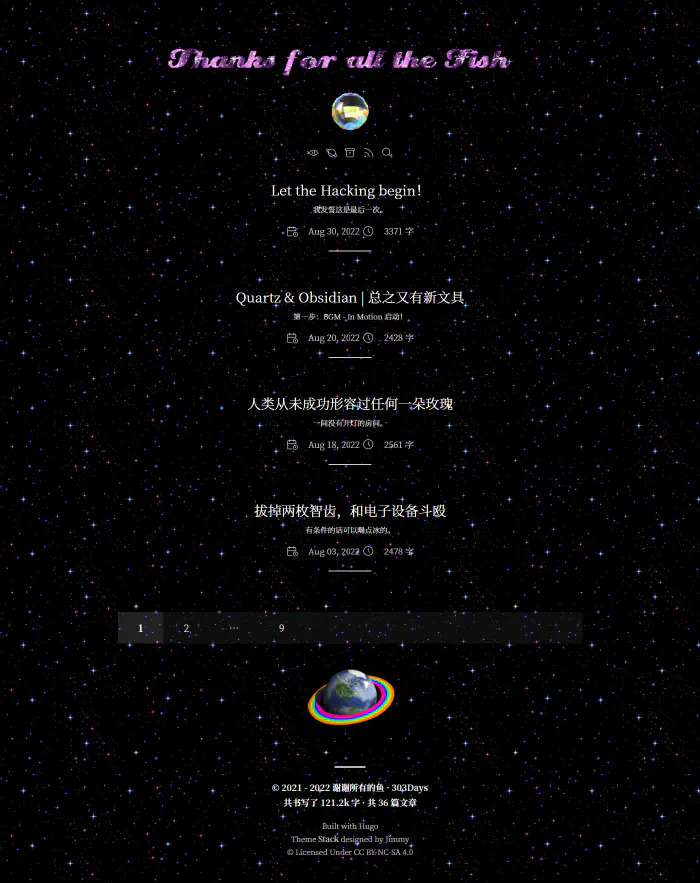 Thanks for all the Fish
Let the Hacking begin!
我发誓这是最后一次。
Aug 30, 2022 3371 字
Quartz & Obsidian | 总之又有新文具
第一步：BGM - In Motion 启动！
Aug 20, 2022 2428 字
人类从未成功形容过任何一朵玫瑰
一间没有开灯的房间。
Aug 18, 2022 2561 字
拔掉两枚智齿，和电子设备斗殴
有条件的话可以喝点冰的。
Aug 03, 2022 2478 字
1 2 ... 9
© 2021 - 2022 谢谢所有的鱼 · 303Days
共书写了 121.2k 字 · 共 36 篇文章
Built with Hugo
Theme Stack designed by Jimmy
© Licensed Under CC BY-NC-SA 4.0